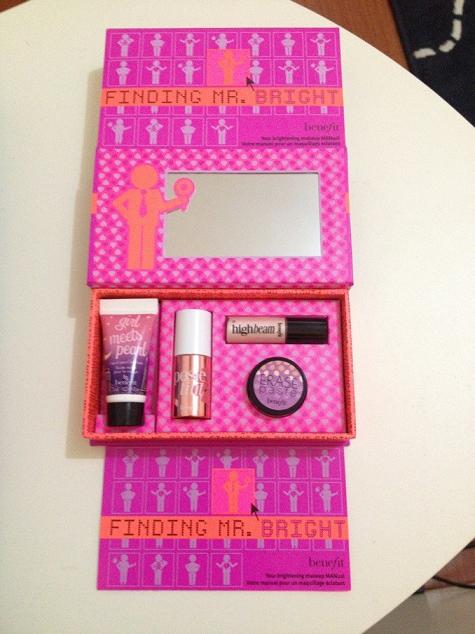 FINDING MR. BRIGHT
benefit
Your brightening makeup MANual
Votre manuel pour un maquillage éclatant
girl
meets
pearl
benefit
posie
tint
highbeam
benefit
ERASE
paste
benefit
FINDING MR. BRIGHT
benefit
Your brightening makeup MANual
Votre manuel pour un maquillage éclatant